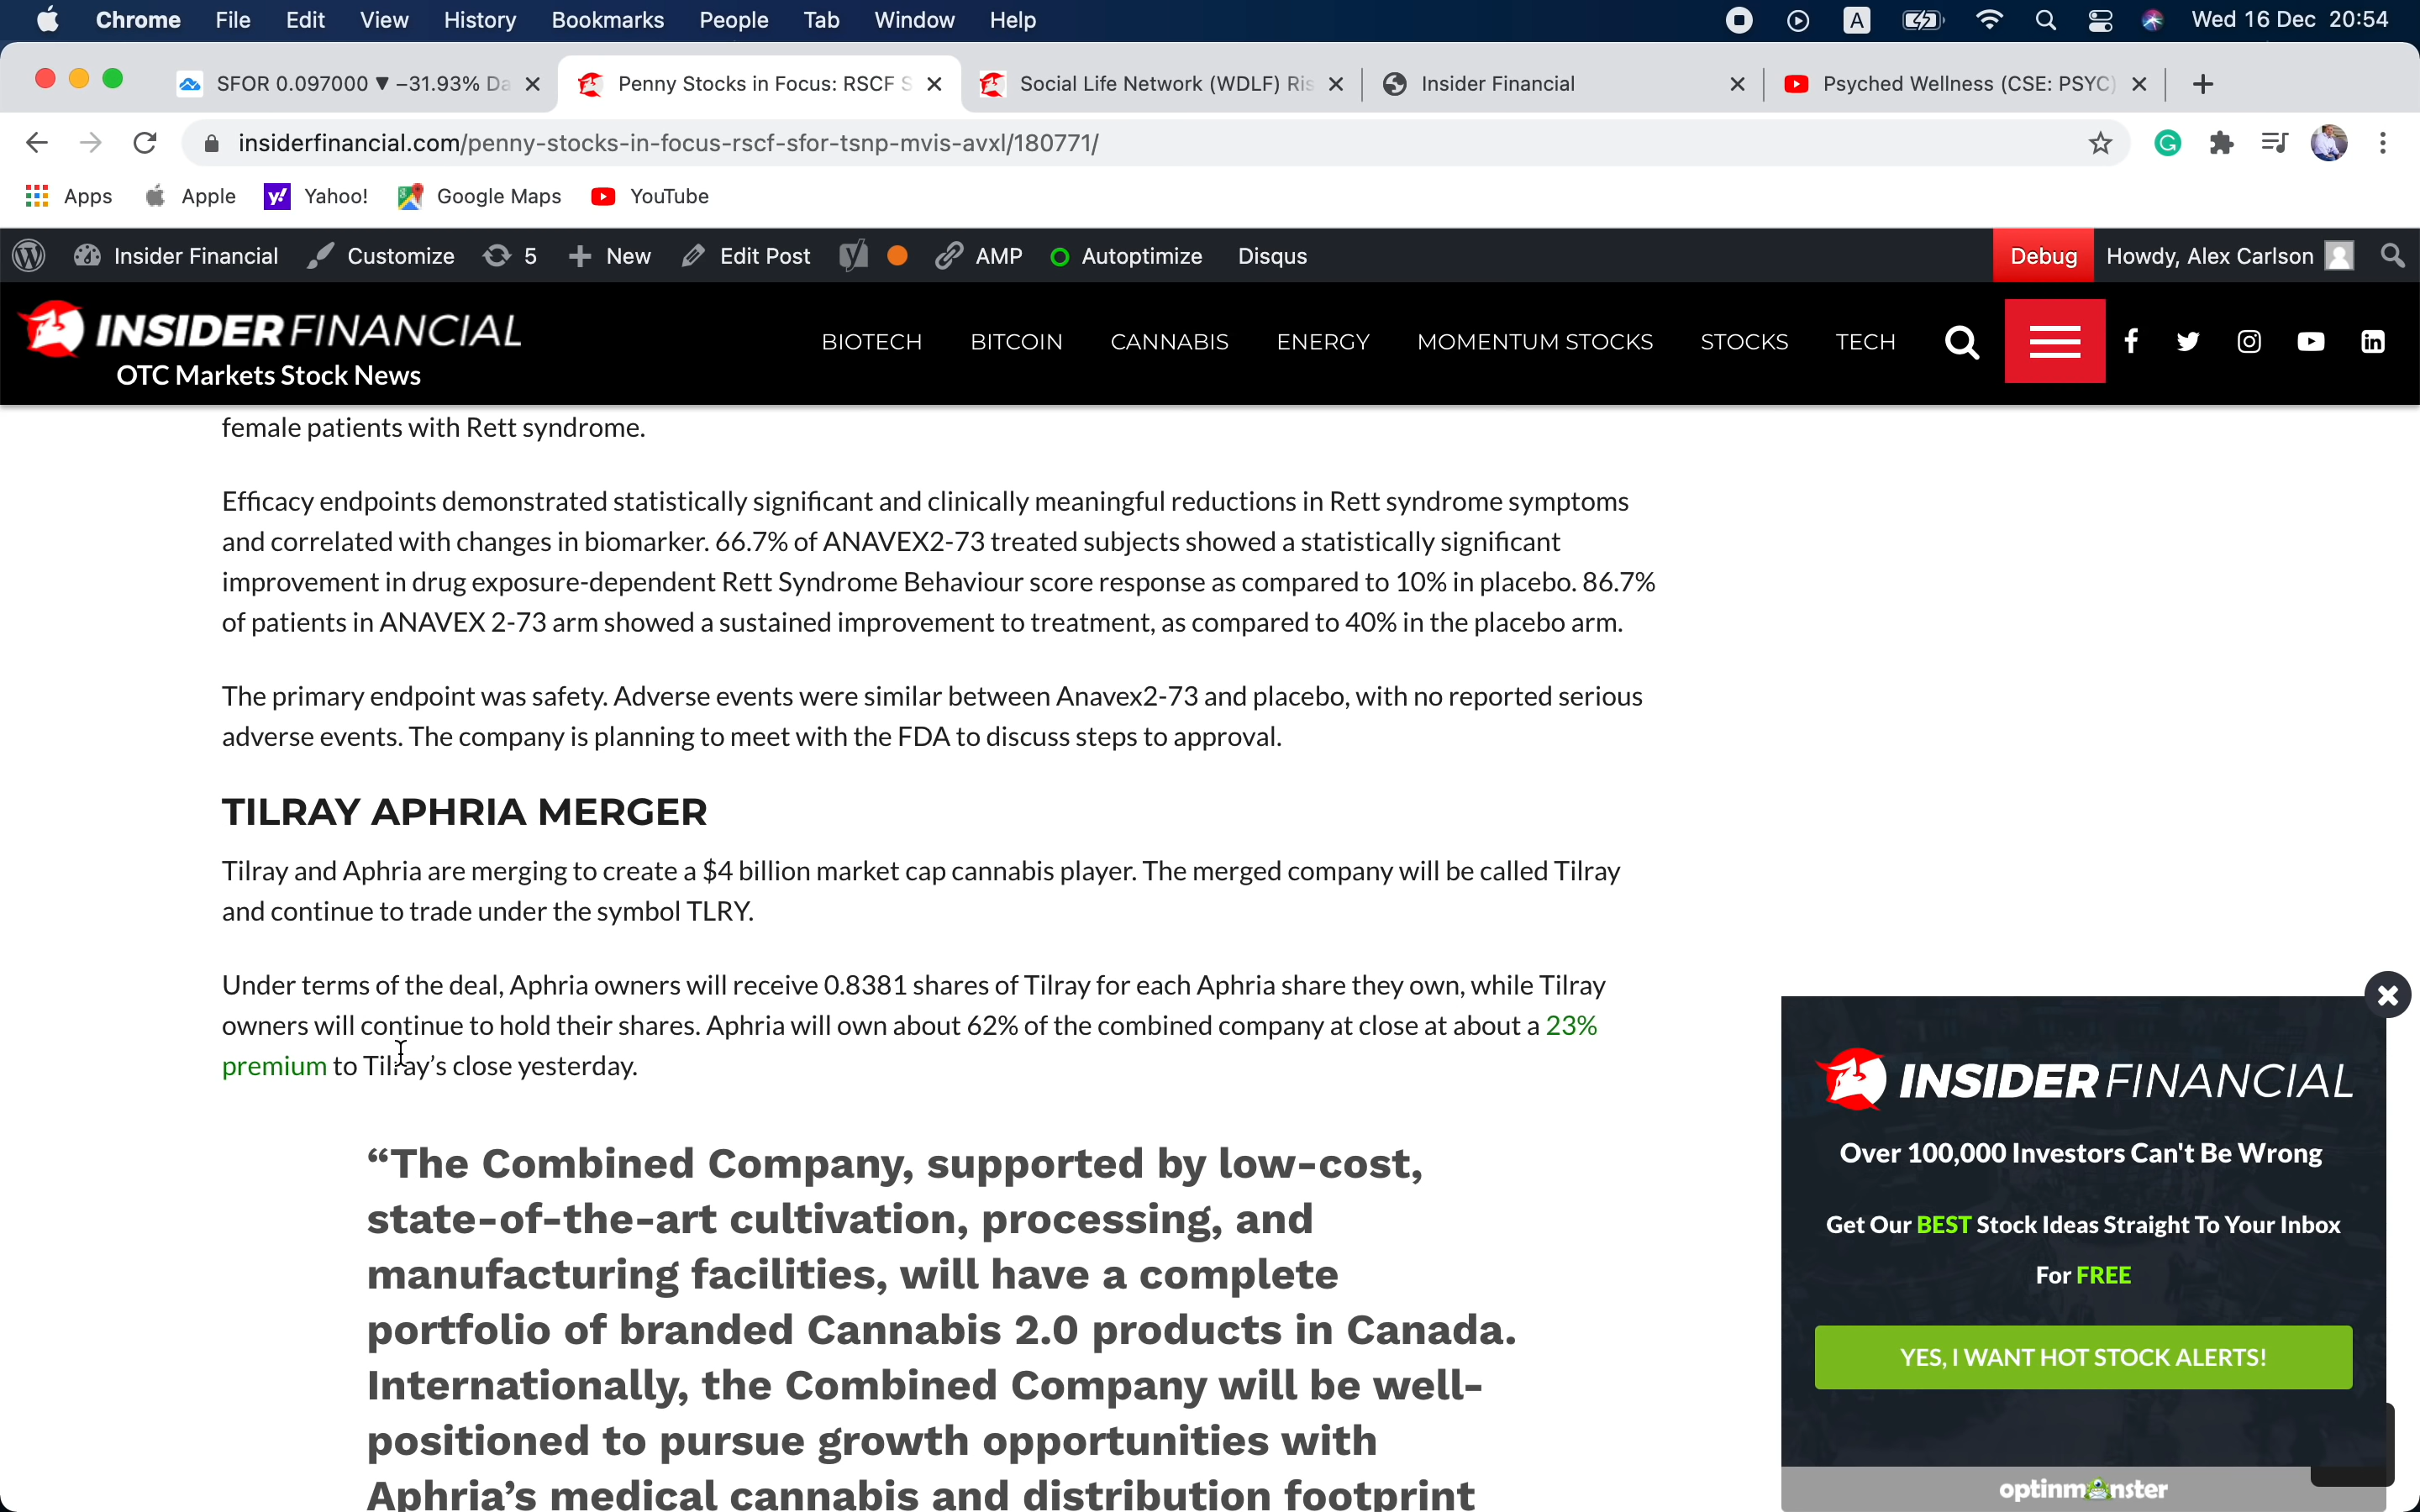 Chrome File Edit View History Bookmarks People Tab Window Help A Wed 16 Dec 20:54
SFOR 0.097000 ▼ −31.93% Da Penny Stocks in Focus: RSCF S Social Life Network (WDLF) Ris Insider Financial Psyched Wellness (CSE: PSYC)
insiderfinancial.com/penny-stocks-in-focus-rscf-sfor-tsnp-mvis-avxl/180771/
Apps Apple Yahoo! Google Maps YouTube
Insider Financial Customize 5 New Edit Post AMP Autoptimize Disqus Debug Howdy, Alex Carlson
INSIDER FINANCIAL
OTC Markets Stock News
BIOTECH BITCOIN CANNABIS ENERGY MOMENTUM STOCKS STOCKS TECH
female patients with Rett syndrome.
Efficacy endpoints demonstrated statistically significant and clinically meaningful reductions in Rett syndrome symptoms
and correlated with changes in biomarker. 66.7% of ANAVEX2-73 treated subjects showed a statistically significant
improvement in drug exposure-dependent Rett Syndrome Behaviour score response as compared to 10% in placebo. 86.7%
of patients in ANAVEX 2-73 arm showed a sustained improvement to treatment, as compared to 40% in the placebo arm.
The primary endpoint was safety. Adverse events were similar between Anavex2-73 and placebo, with no reported serious
adverse events. The company is planning to meet with the FDA to discuss steps to approval.
TILRAY APHRIA MERGER
Tilray and Aphria are merging to create a $4 billion market cap cannabis player. The merged company will be called Tilray
and continue to trade under the symbol TLRY.
Under terms of the deal, Aphria owners will receive 0.8381 shares of Tilray for each Aphria share they own, while Tilray
owners will continue to hold their shares. Aphria will own about 62% of the combined company at close at about a 23%
premium to Tilray’s close yesterday.
“The Combined Company, supported by low-cost,
state-of-the-art cultivation, processing, and
manufacturing facilities, will have a complete
portfolio of branded Cannabis 2.0 products in Canada.
Internationally, the Combined Company will be well-
positioned to pursue growth opportunities with
Aphria’s medical cannabis and distribution footprint
INSIDER FINANCIAL
Over 100,000 Investors Can't Be Wrong
Get Our BEST Stock Ideas Straight To Your Inbox
For FREE
YES, I WANT HOT STOCK ALERTS!
optinmonster